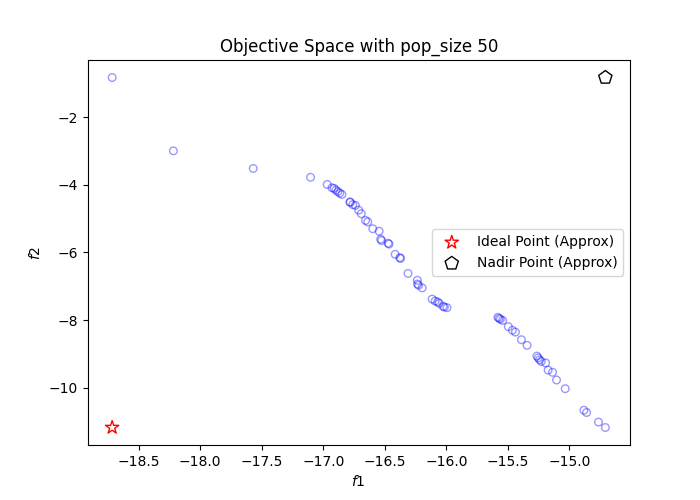 Objective Space with pop_size 50
f2
−2
−4
−6
−8
−10
Ideal Point (Approx)
Nadir Point (Approx)
−18.5 −18.0 −17.5 −17.0 −16.5 −16.0 −15.5 −15.0
f1